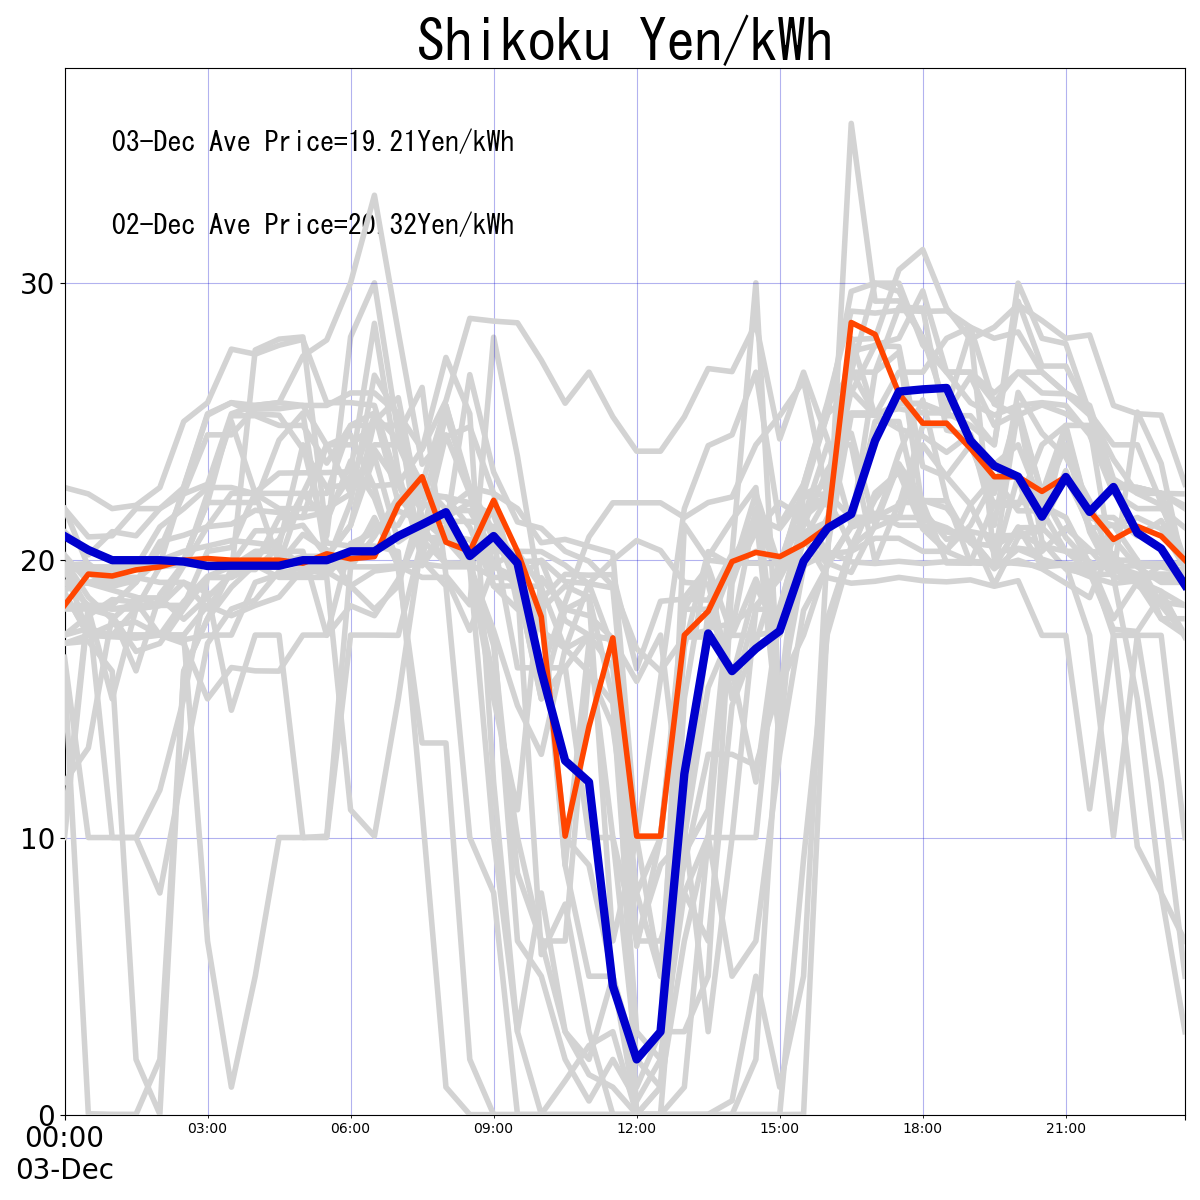 Shikoku Yen/kWh
03-Dec Ave Price=19.21Yen/kWh
02-Dec Ave Price=20.32Yen/kWh
30
20
10
0
00:00 03:00 06:00 09:00 12:00 15:00 18:00 21:00
03-Dec